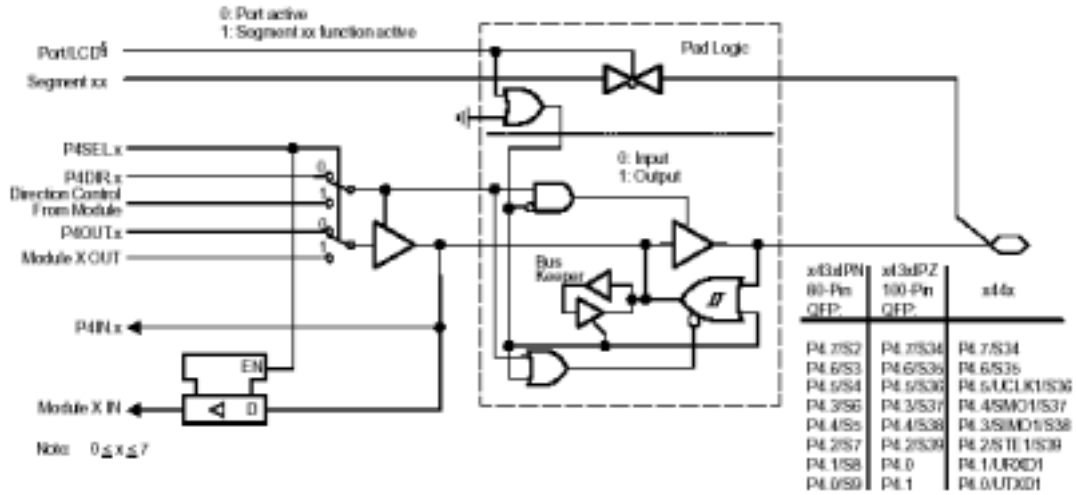 0: Port active
1: Segment xx function active
Port/LCD§
Segment xx
Pad Logic
P4SEL.x
0: Input
1: Output
P4DIR.x
0
Direction Control
From Module
1
P4OUT.x
0
Module X OUT
1
Bus
Keeper
P4IN.x
EN
Module X IN
D
Note: 0 ≤ x ≤ 7
x43xIPN x43xIPZ x44x
80-Pin 100-Pin
QFP: QFP:
P4.7/S2 P4.7/S34 P4.7/S34
P4.6/S3 P4.6/S35 P4.6/S35
P4.5/S4 P4.5/S36 P4.5/UCLK1/S36
P4.3/S6 P4.3/S37 P4.4/SMO1/S37
P4.4/S5 P4.4/S38 P4.3/SIMO1/S38
P4.2/S7 P4.2/S39 P4.2/STE1/S39
P4.1/S8 P4.0 P4.1/URXD1
P4.0/S9 P4.1 P4.0/UTXD1